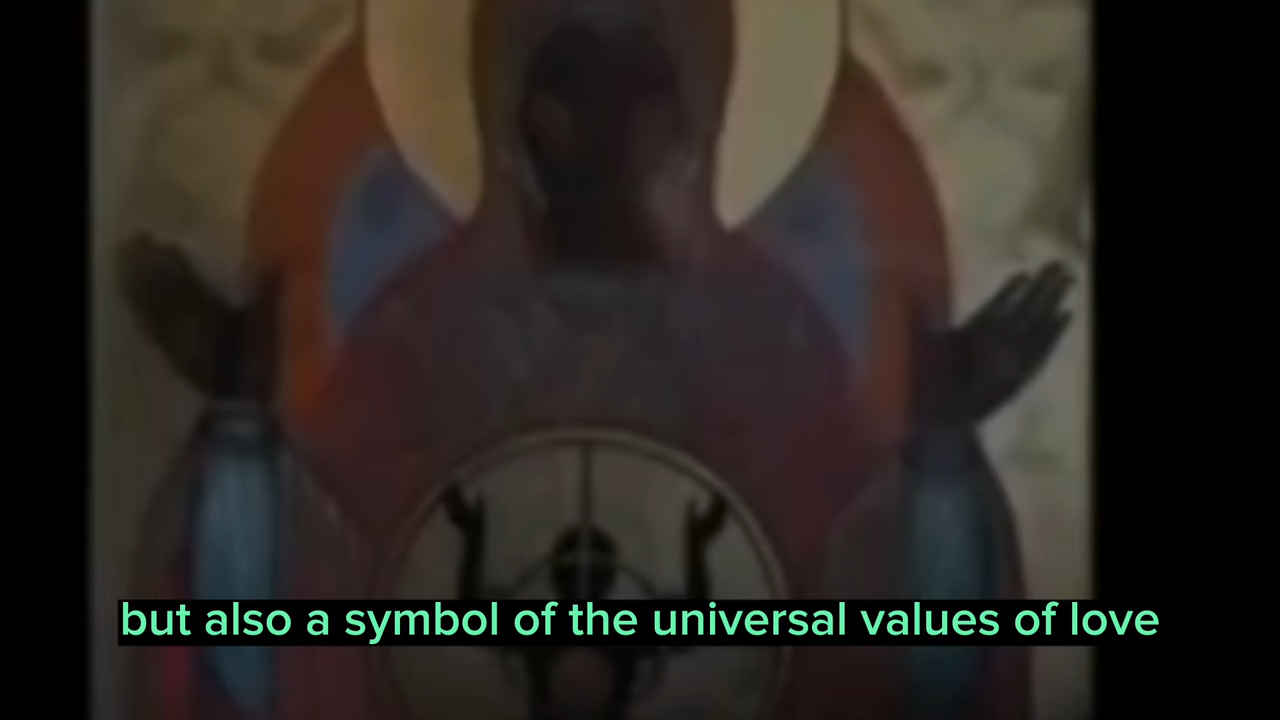 but also a symbol of the universal values of love